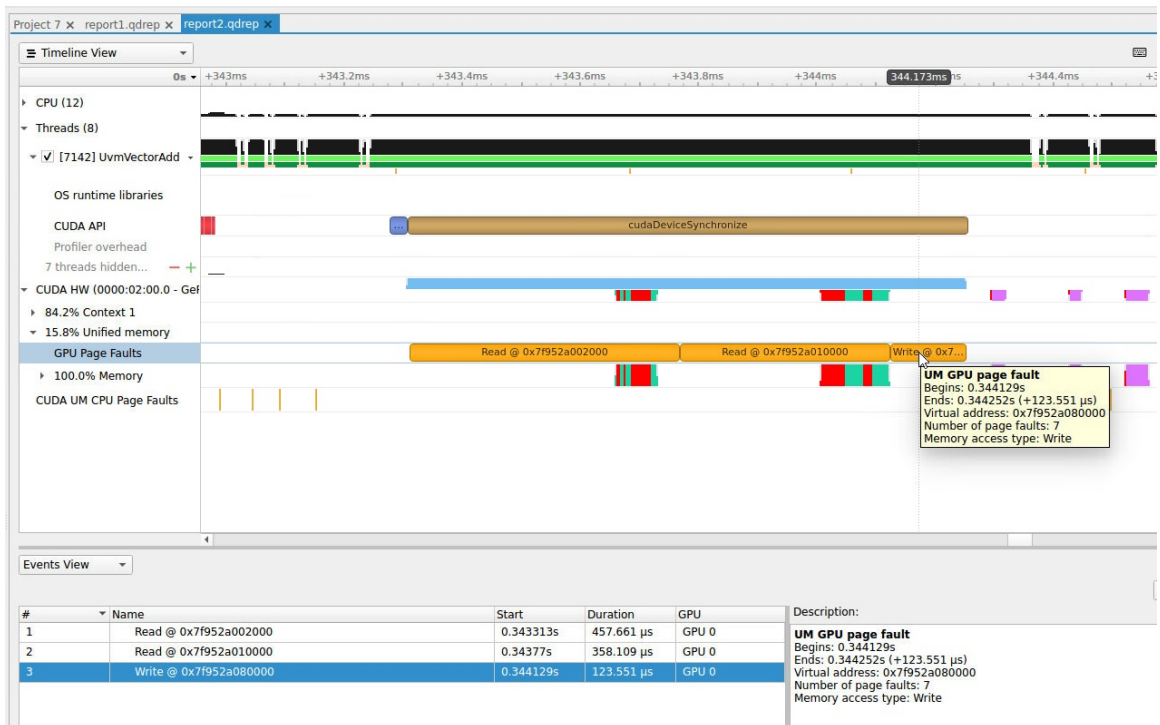 Project 7 × report1.qdrep × report2.qdrep ×
Timeline View
0s +343ms +343.2ms +343.4ms +343.6ms +343.8ms +344ms 344.173ms +344.4ms
CPU (12)
Threads (8)
[7142] UvmVectorAdd
OS runtime libraries
CUDA API ... cudaDeviceSynchronize
Profiler overhead
7 threads hidden... − +
CUDA HW (0000:02:00.0 - GeF
84.2% Context 1
15.8% Unified memory
GPU Page Faults Read @ 0x7f952a002000 Read @ 0x7f952a010000 Write @ 0x7...
100.0% Memory
CUDA UM CPU Page Faults
UM GPU page fault
Begins: 0.344129s
Ends: 0.344252s (+123.551 µs)
Virtual address: 0x7f952a080000
Number of page faults: 7
Memory access type: Write
Events View
# Name Start Duration GPU
1 Read @ 0x7f952a002000 0.343313s 457.661 µs GPU 0
2 Read @ 0x7f952a010000 0.34377s 358.109 µs GPU 0
3 Write @ 0x7f952a080000 0.344129s 123.551 µs GPU 0
Description:
UM GPU page fault
Begins: 0.344129s
Ends: 0.344252s (+123.551 µs)
Virtual address: 0x7f952a080000
Number of page faults: 7
Memory access type: Write